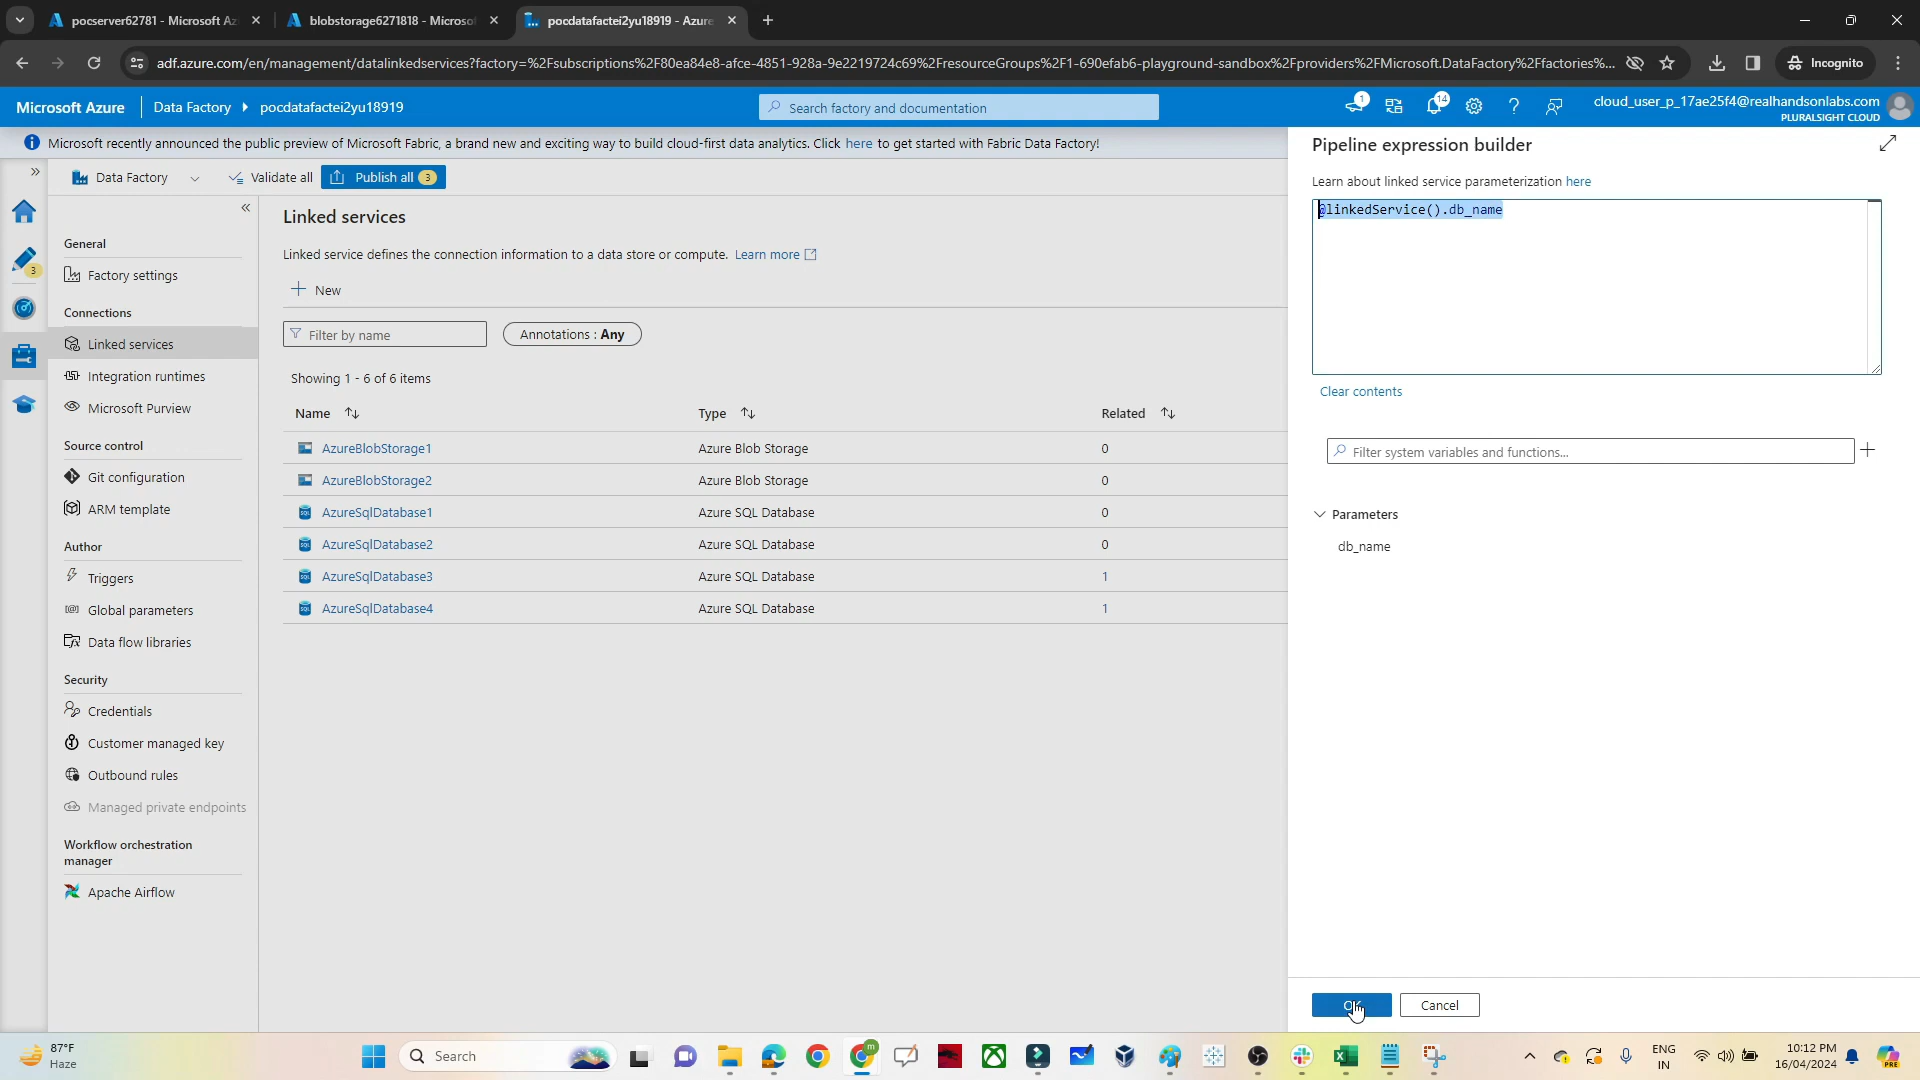 pocserver62781 - Microsoft Az
blobstorage6271818 - Microso
pocdatafactei2yu18919 - Azure
adf.azure.com/en/management/datalinkedservices?factory=%2Fsubscriptions%2F80ea84e8-afce-4851-928a-9e2219724c69%2FresourceGroups%2F1-690efab6-playground-sandbox%2Fproviders%2FMicrosoft.DataFactory%2Ffactories%...
Incognito
Microsoft Azure
Data Factory
pocdatafactei2yu18919
Search factory and documentation
1
14
cloud_user_p_17ae25f4@realhandsonlabs.com
PLURALSIGHT CLOUD
Microsoft recently announced the public preview of Microsoft Fabric, a brand new and exciting way to build cloud-first data analytics. Click here to get started with Fabric Data Factory!
Data Factory
Validate all
Publish all 3
3
General
Factory settings
Connections
Linked services
Integration runtimes
Microsoft Purview
Source control
Git configuration
ARM template
Author
Triggers
Global parameters
Data flow libraries
Security
Credentials
Customer managed key
Outbound rules
Managed private endpoints
Workflow orchestration
manager
Apache Airflow
Linked services
Linked service defines the connection information to a data store or compute. Learn more
New
Filter by name
Annotations : Any
Showing 1 - 6 of 6 items
Name Type Related
AzureBlobStorage1 Azure Blob Storage 0
AzureBlobStorage2 Azure Blob Storage 0
AzureSqlDatabase1 Azure SQL Database 0
AzureSqlDatabase2 Azure SQL Database 0
AzureSqlDatabase3 Azure SQL Database 1
AzureSqlDatabase4 Azure SQL Database 1
Pipeline expression builder
Learn about linked service parameterization here
@linkedService().db_name
Clear contents
Filter system variables and functions...
Parameters
db_name
OK
Cancel
87°F
Haze
Search
ENG
IN
10:12 PM
16/04/2024
PRE